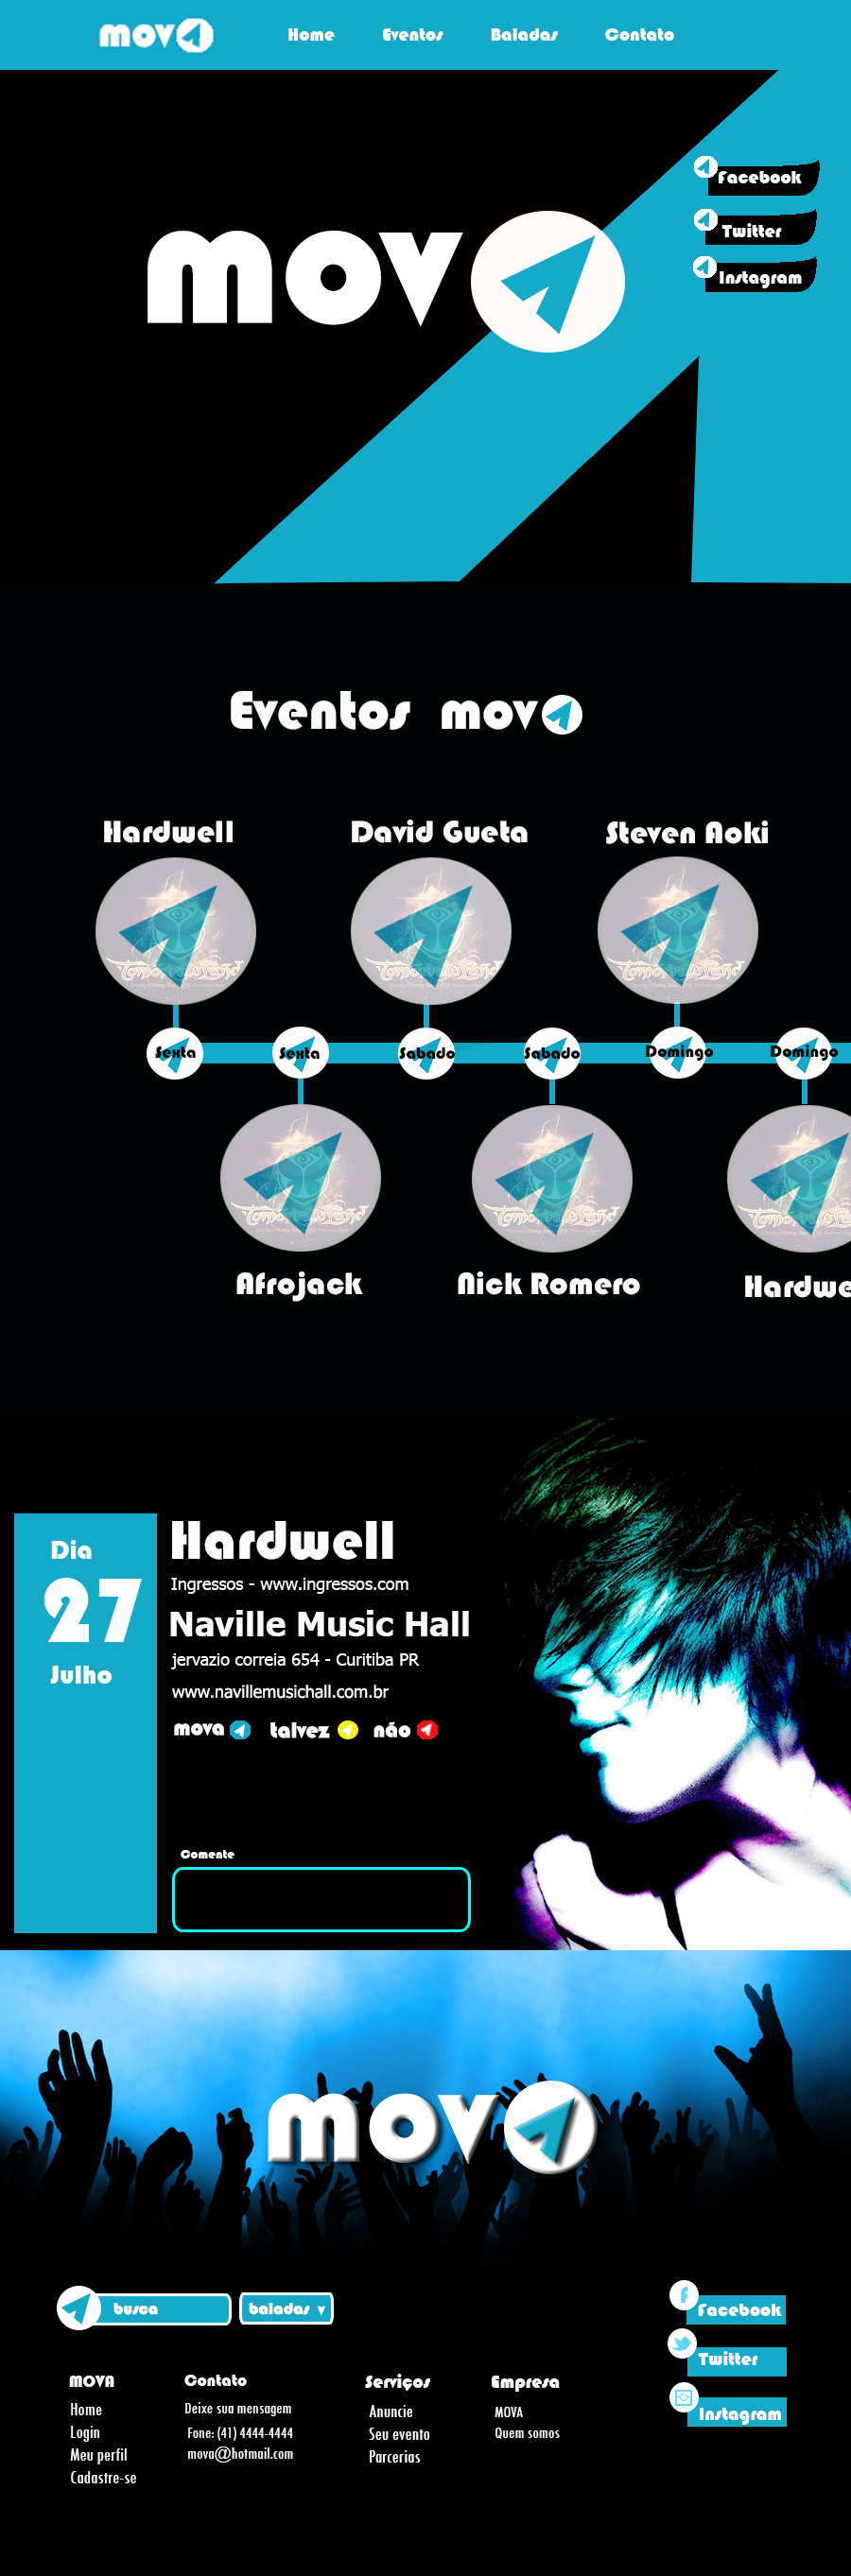 mova
Home Eventos Baladas Contato
Facebook
Twitter
Instagram
mova
Eventos mova
Hardwell David Gueta Steven Aoki
Sexta Sexta Sabado Sabado Domingo Domingo
Afrojack Nick Romero Hardwe
Dia
27
Julho
Hardwell
Ingressos - www.ingressos.com
Naville Music Hall
jervazio correia 654 - Curitiba PR
www.navillemusichall.com.br
mova talvez não
Comente
mova
busca baladas ▼
Facebook
Twitter
Instagram
MOVA
Home
Login
Meu perfil
Cadastre-se
Contato
Deixe sua mensagem
Fone: (41) 4444-4444
mova@hotmail.com
Serviços
Anuncie
Seu evento
Parcerias
Empresa
MOVA
Quem somos